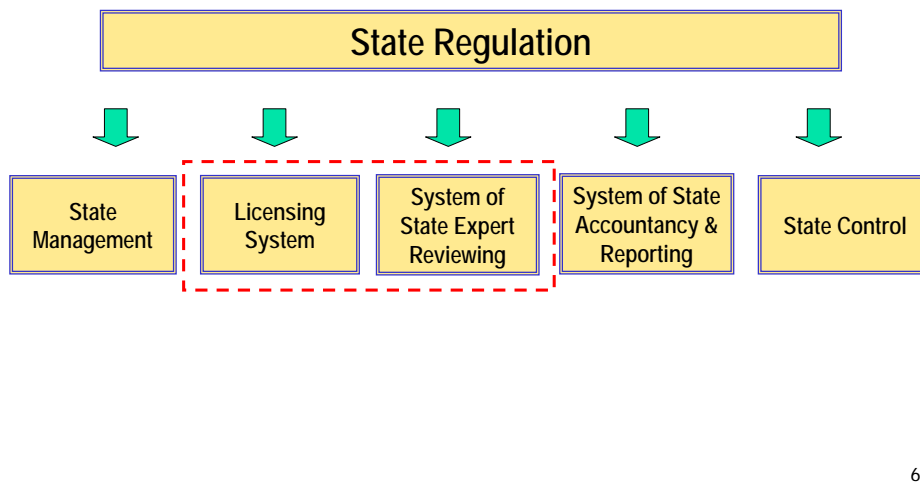 State Regulation
State
Management
Licensing
System
System of
State Expert
Reviewing
System of State
Accountancy &
Reporting
State Control
6